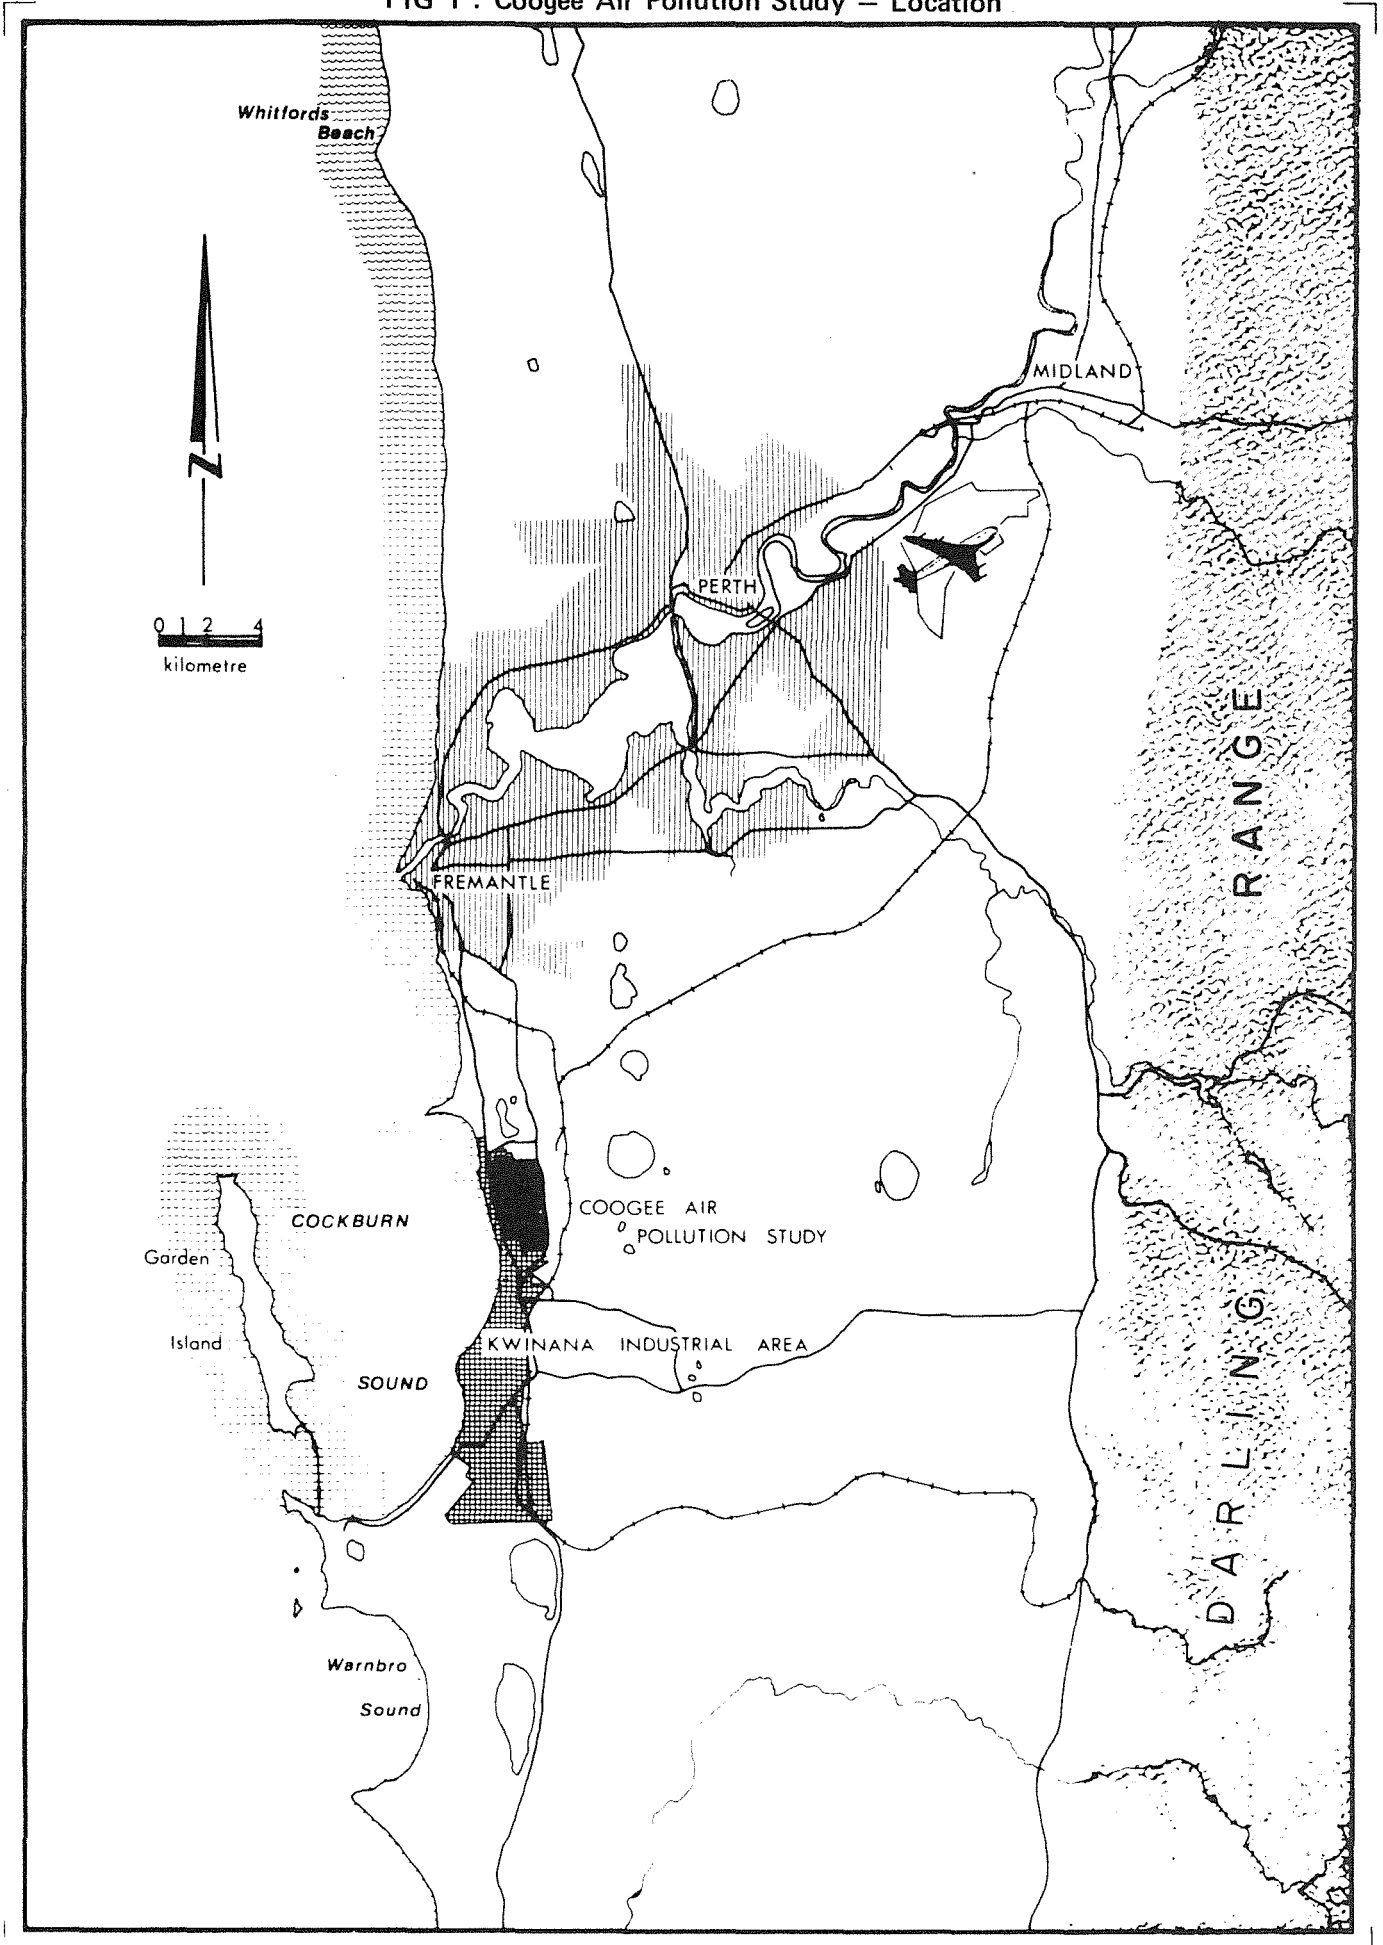 FIG 1 : Coogee Air Pollution Study — Location
Whitfords
Beach
MIDLAND
N
PERTH
0 1 2 4
kilometre
RANGE
FREMANTLE
COOGEE AIR
POLLUTION STUDY
COCKBURN
Garden
Island
KWINANA INDUSTRIAL AREA
SOUND
DARLING
Warnbro
Sound